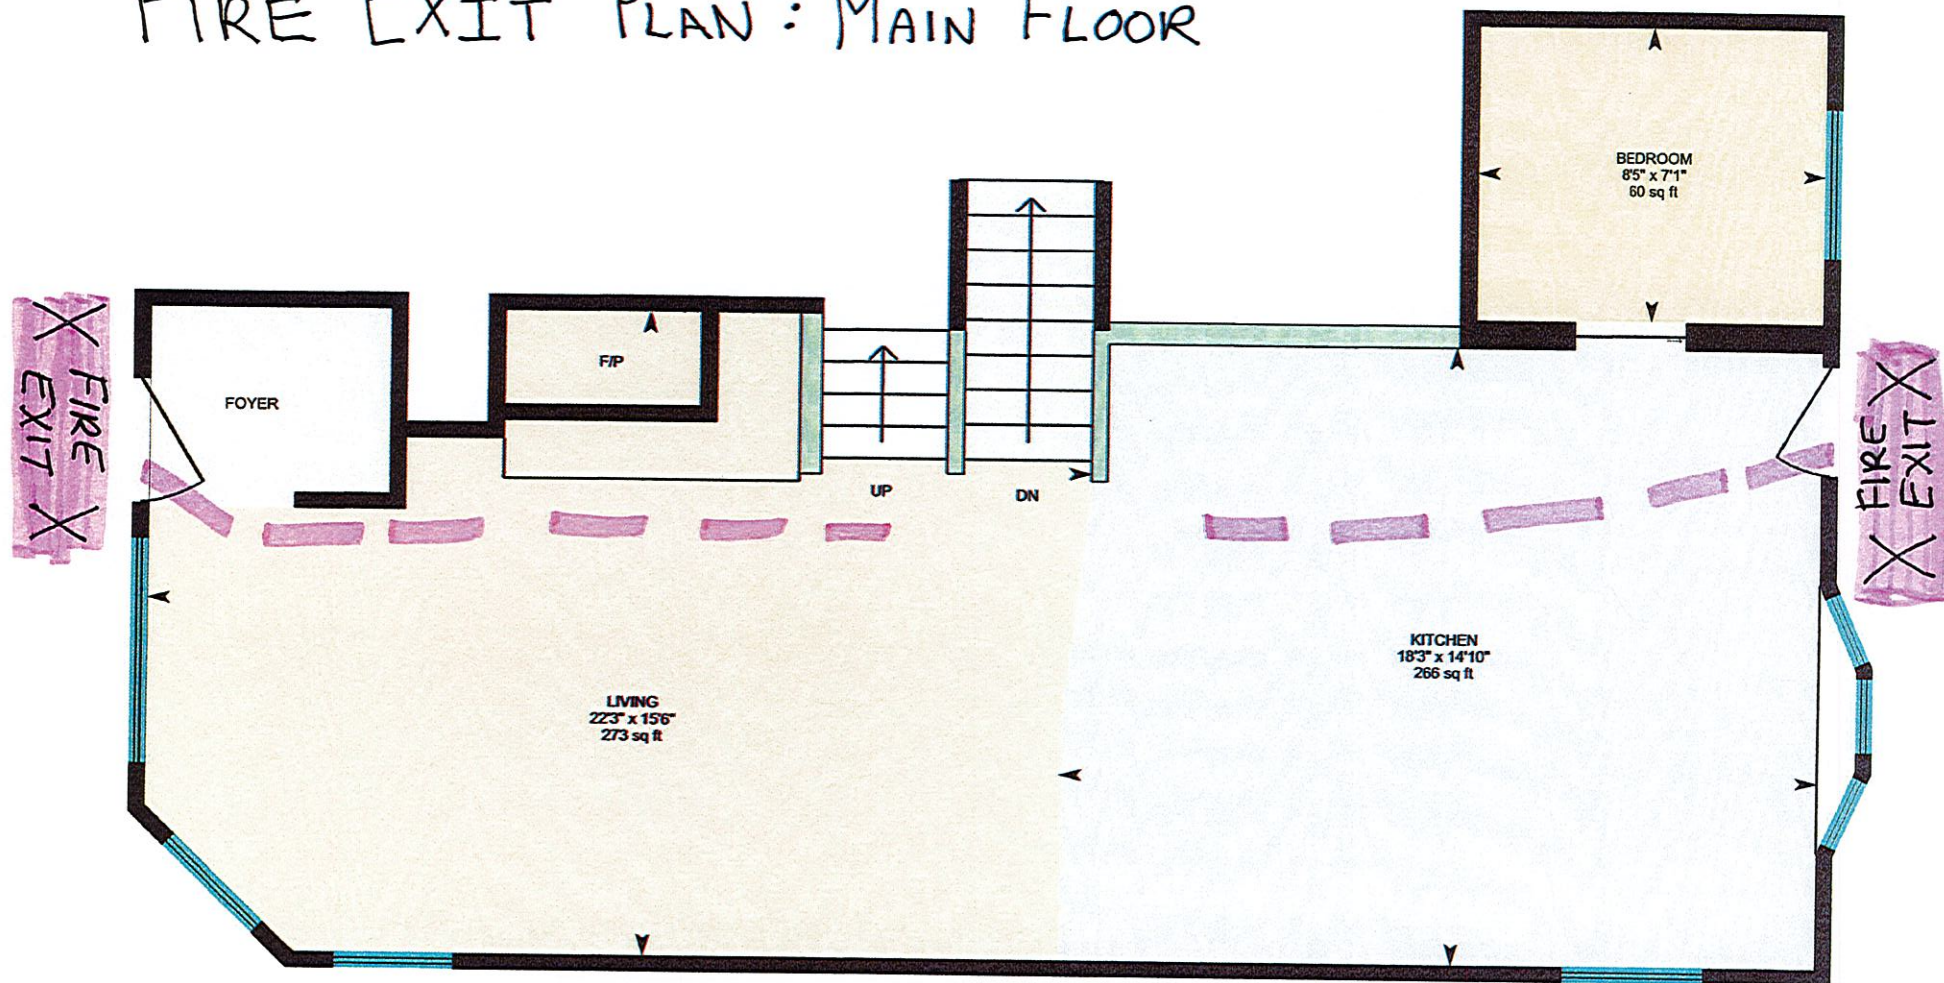 FIRE EXIT PLAN : MAIN FLOOR
BEDROOM
8'5" x 7'1"
60 sq ft
X FIRE X
EXIT
FOYER
F/P
UP
DN
X FIRE X
EXIT
KITCHEN
18'3" x 14'10"
266 sq ft
LIVING
22'3" x 15'6"
273 sq ft